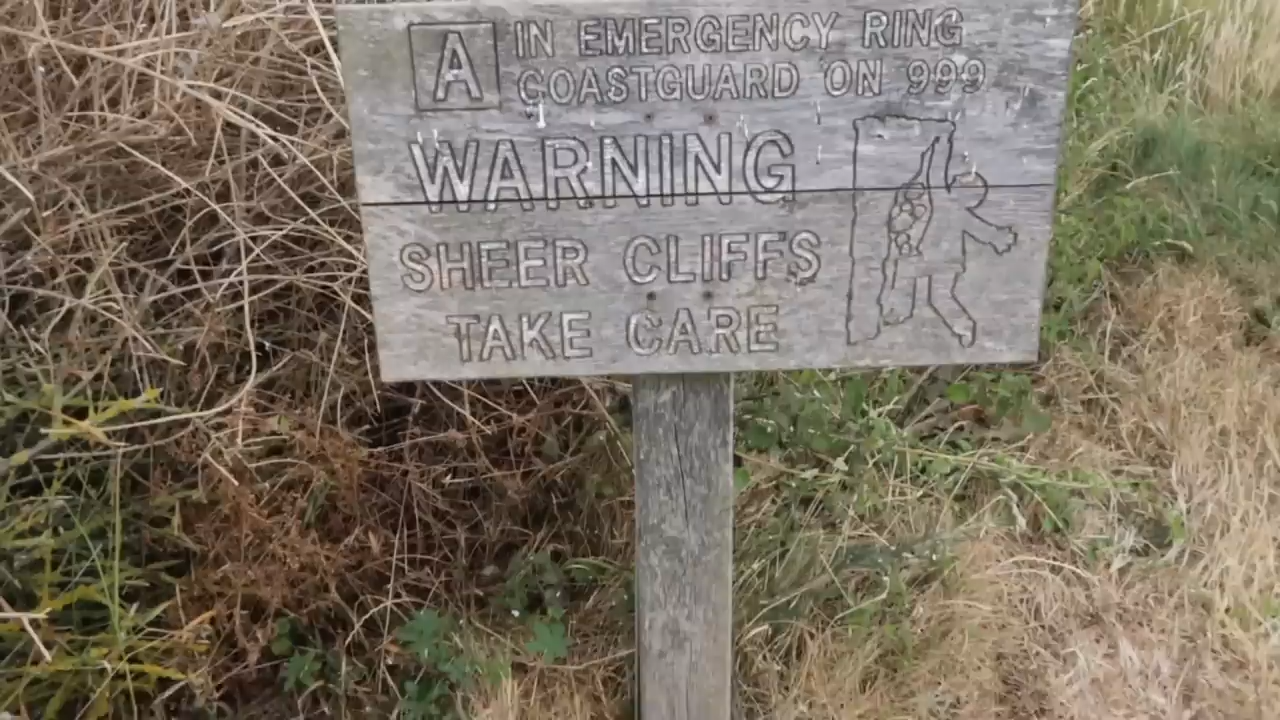 A
IN EMERGENCY RING
COASTGUARD ON 999
WARNING
SHEER CLIFFS
TAKE CARE